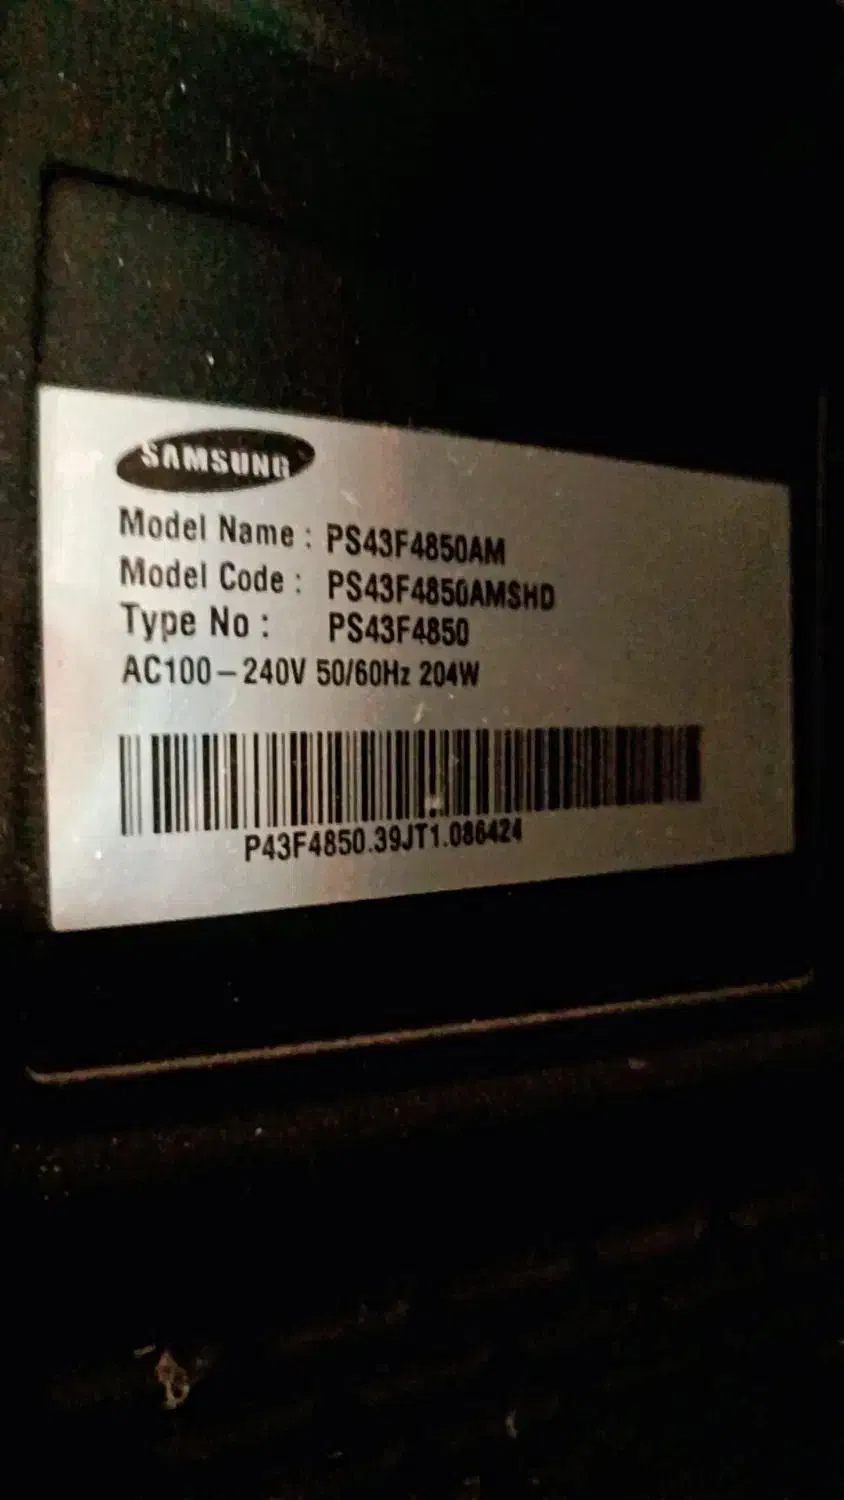 SAMSUNG
Model Name : PS43F4850AM
Model Code : PS43F4850AMSHD
Type No : PS43F4850
AC100-240V 50/60Hz 204W
P43F4850.39JT1.086424